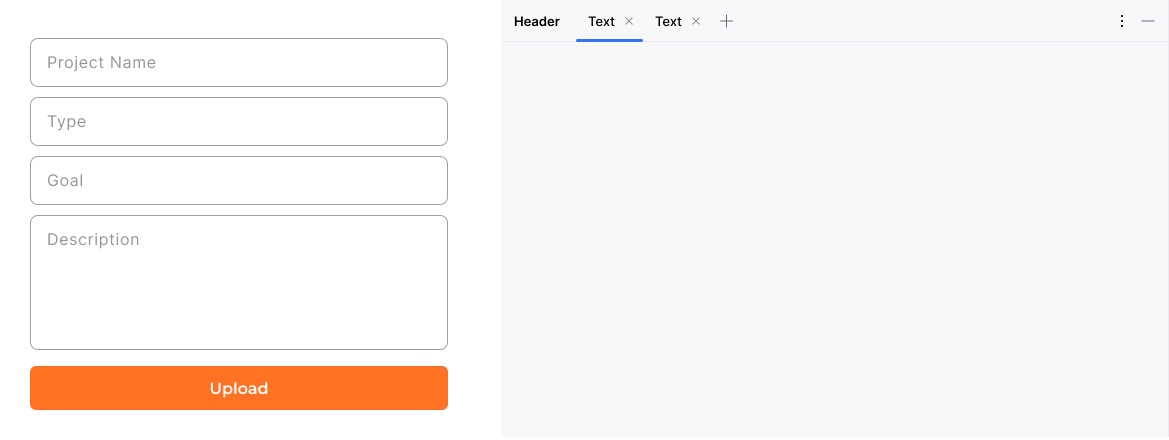 Project Name
Type
Goal
Description
Upload
Header Text Text